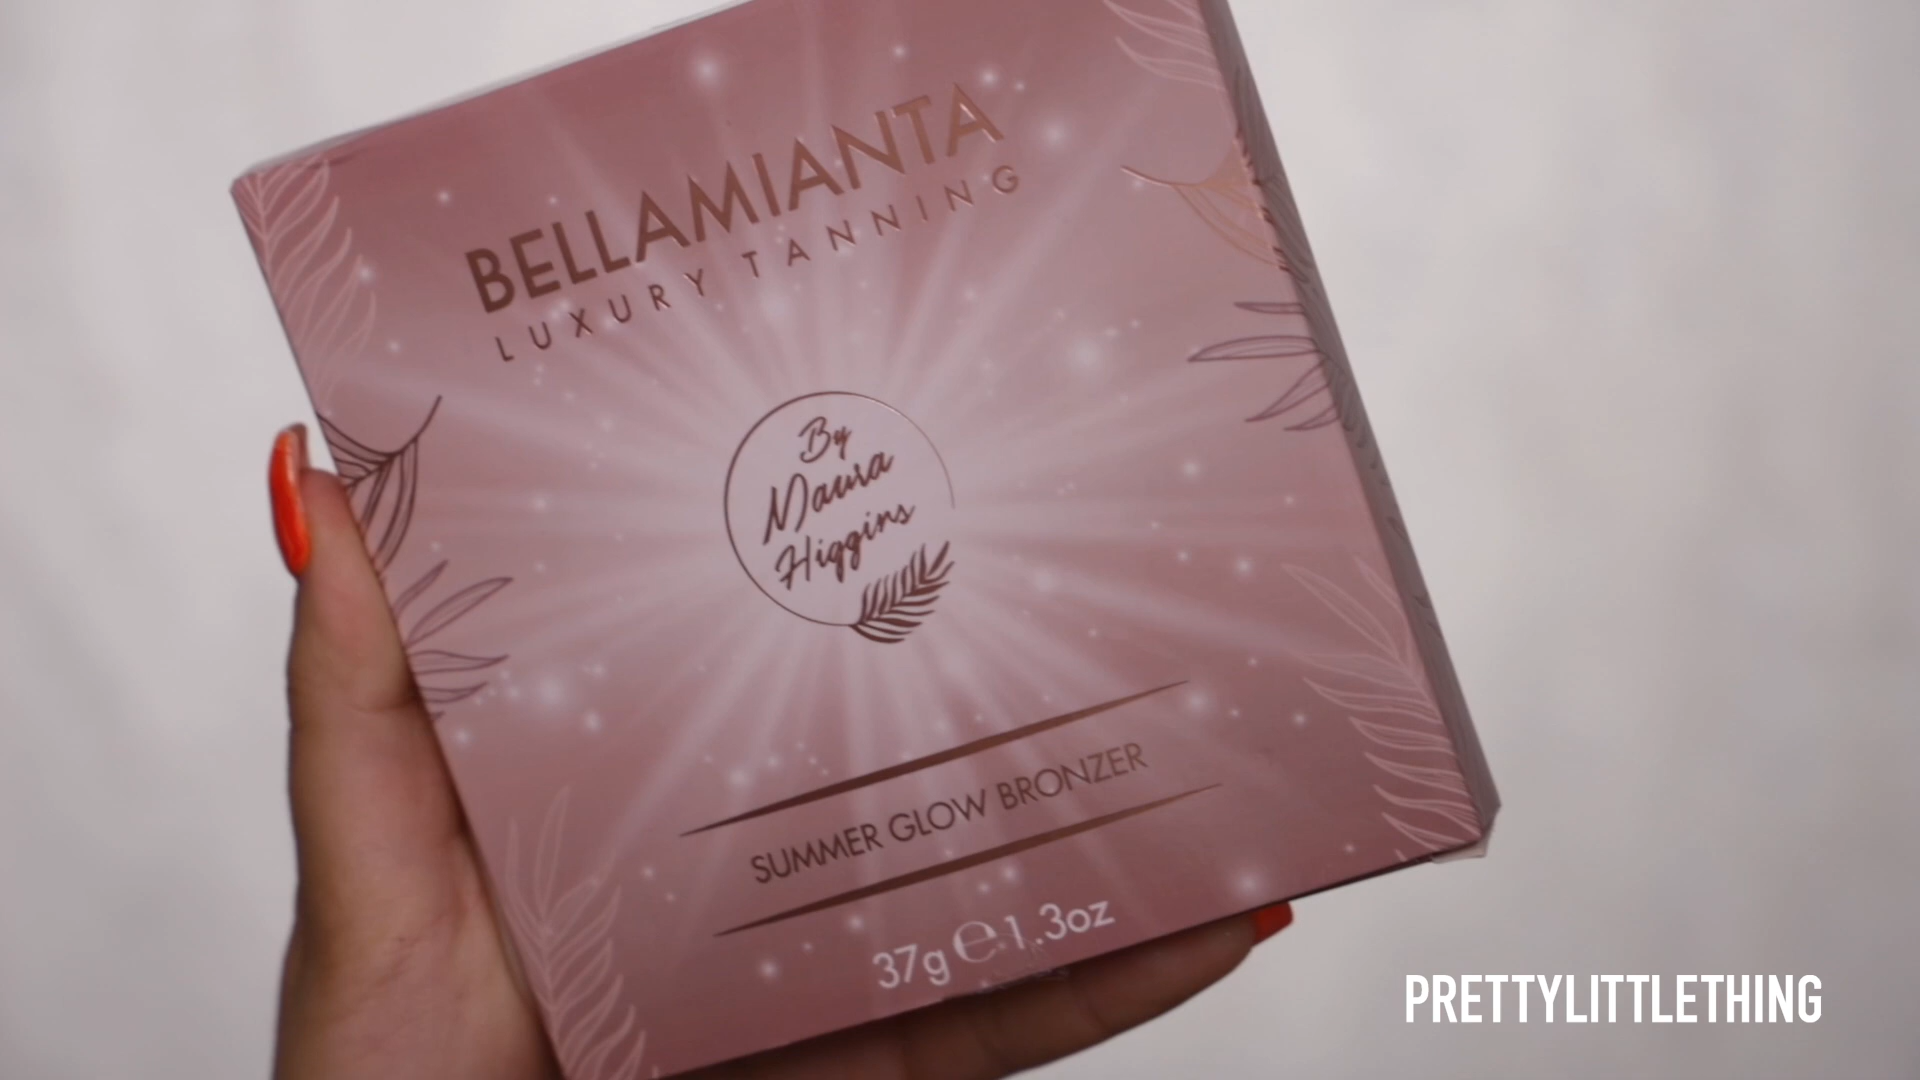 BELLAMIANTA
LUXURY TANNING
By
Maura
Higgins
SUMMER GLOW BRONZER
37g ℮ 1.3oz
PRETTYLITTLETHING